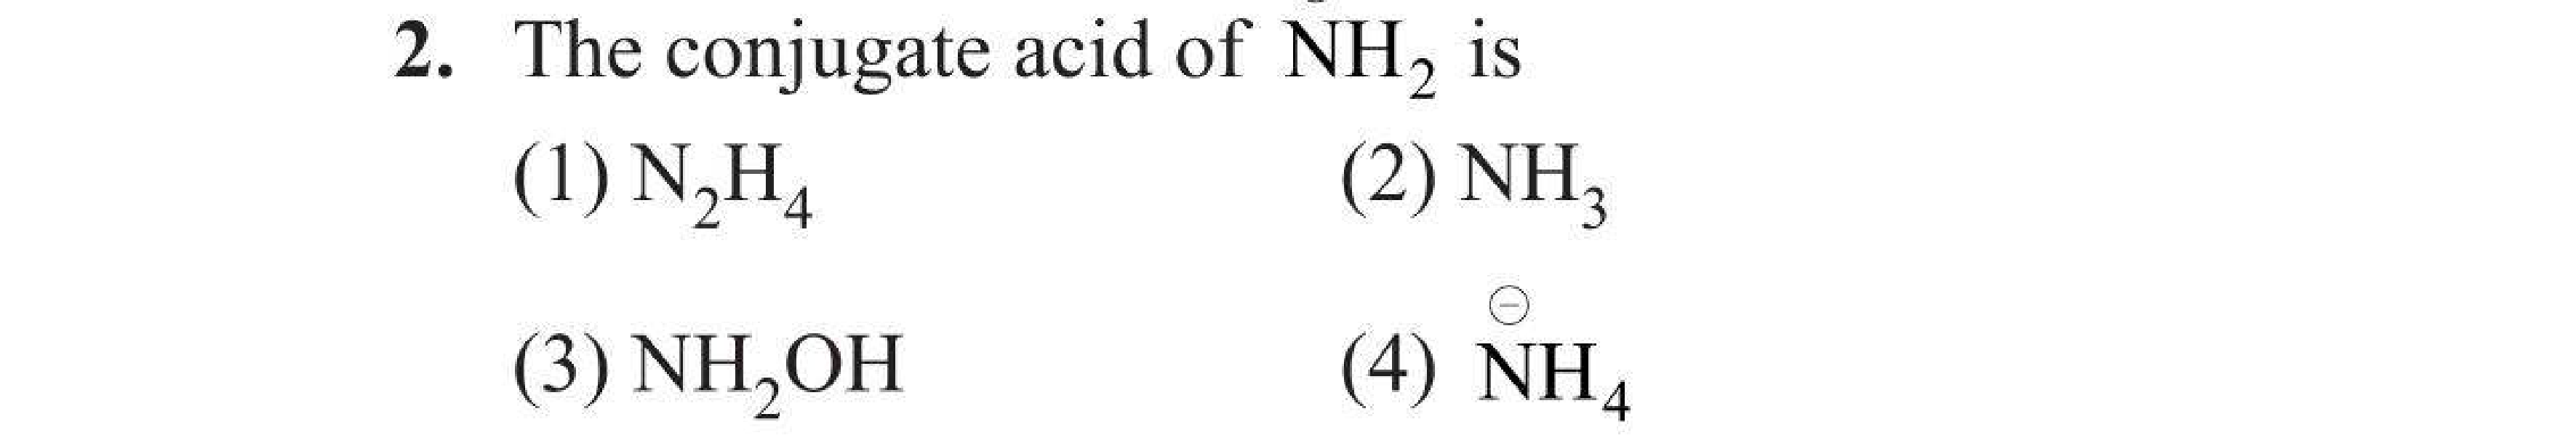 2. The conjugate acid of NH₂ is
(1) N₂H₄ (2) NH₃
⊖
(3) NH₂OH (4) NH₄